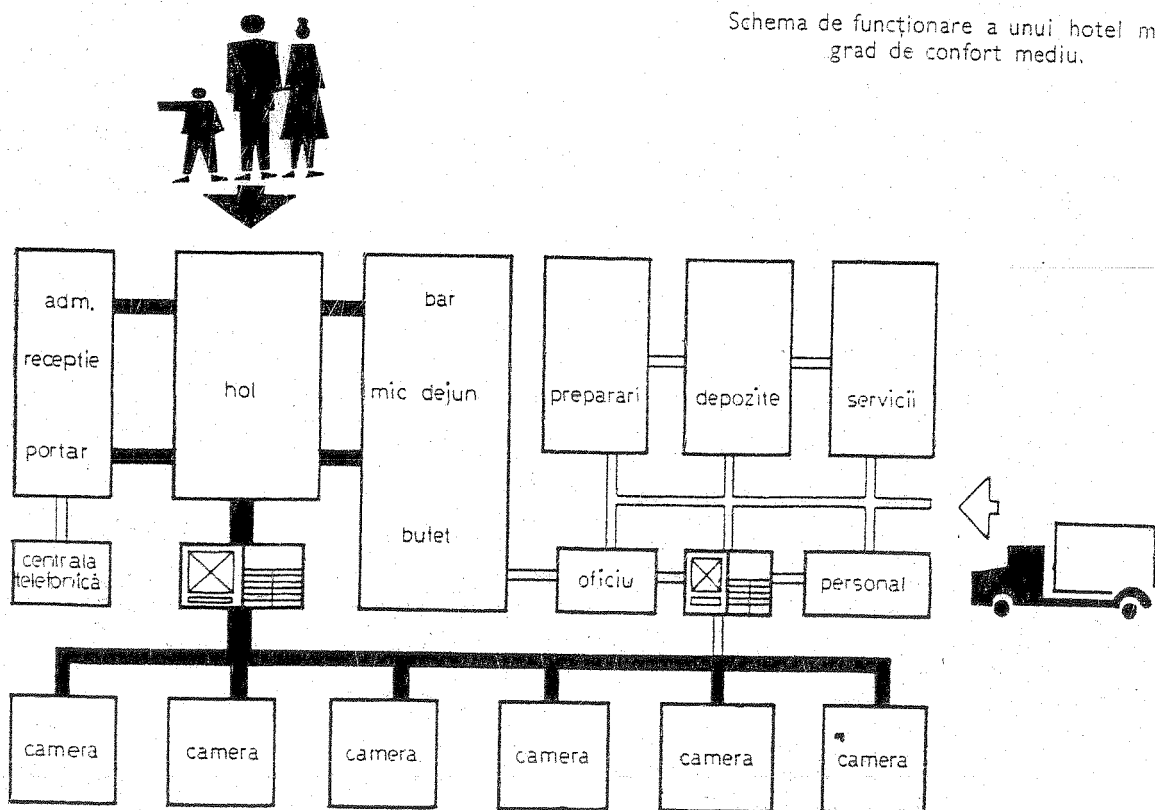 Schema de funcționare a unui hotel m
grad de confort mediu.
adm.
receptie
portar
hol
bar
mic dejun
bufet
preparari
depozite
servicii
centrala
telefonică
oficiu
personal
camera
camera
camera
camera
camera
camera